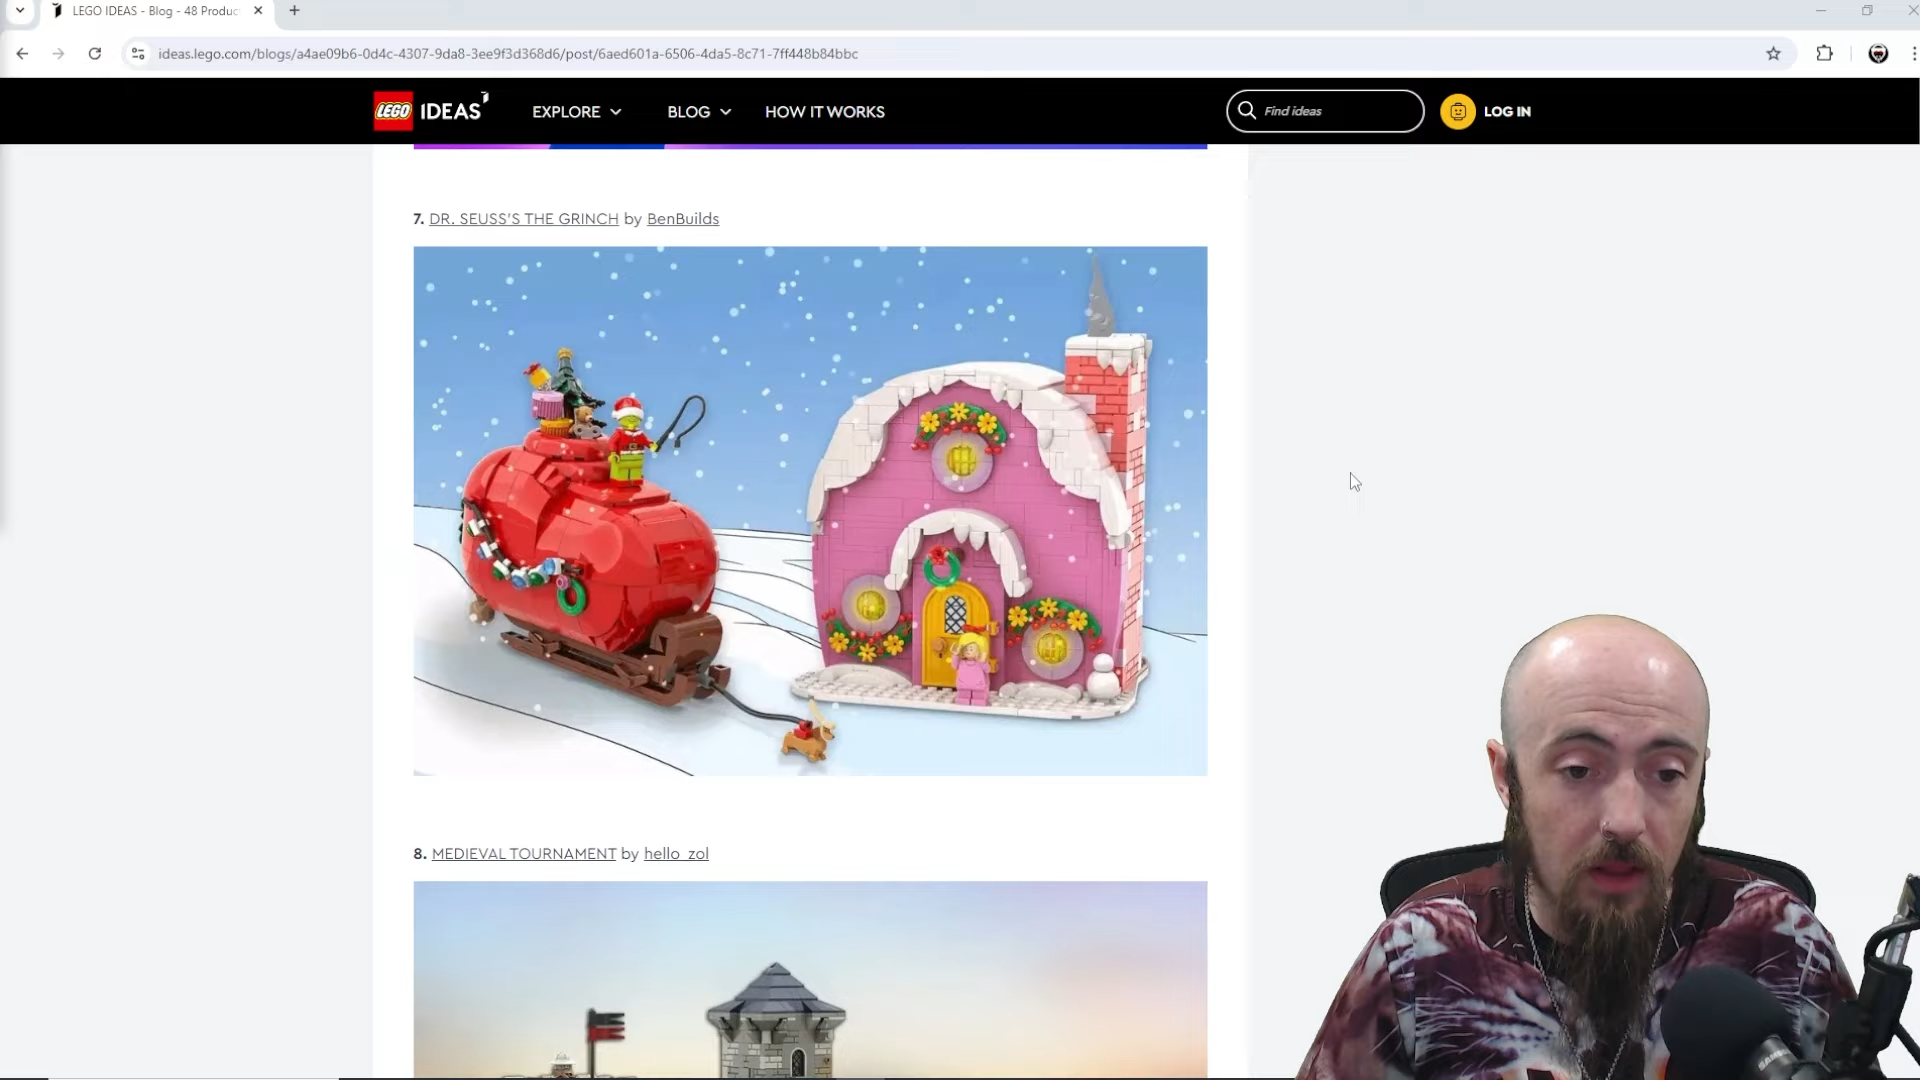 LEGO IDEAS - Blog - 48 Produc
ideas.lego.com/blogs/a4ae09b6-0d4c-4307-9da8-3ee9f3d368d6/post/6aed601a-6506-4da5-8c71-7ff448b84bbc
LEGO IDEAS EXPLORE BLOG HOW IT WORKS Find ideas LOG IN
7. DR. SEUSS'S THE GRINCH by BenBuilds
8. MEDIEVAL TOURNAMENT by hello_zol